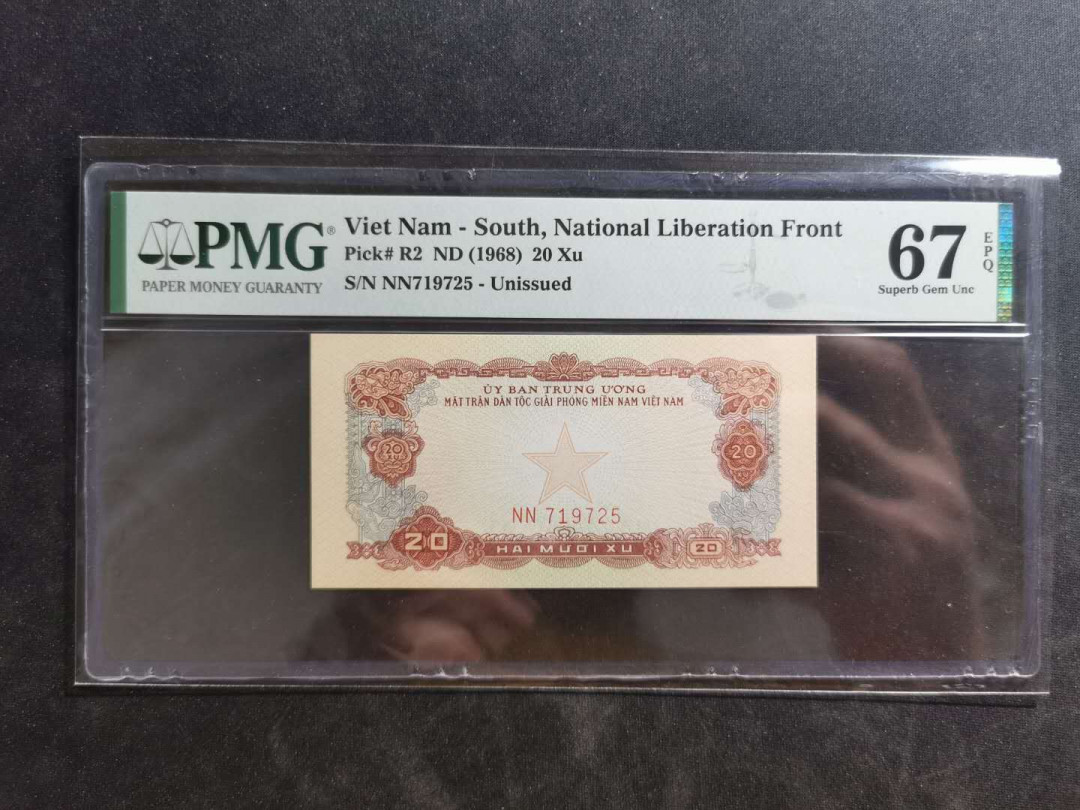 PMG®
PAPER MONEY GUARANTY
Viet Nam - South, National Liberation Front
Pick# R2 ND (1968) 20 Xu
S/N NN719725 - Unissued
67
EPQ
Superb Gem Unc
ỦY BAN TRUNG ƯƠNG
MẶT TRẬN DÂN TỘC GIẢI PHÓNG MIỀN NAM VIỆT NAM
20
XU
20
NN 719725
20
HAI MƯƠI XU
20